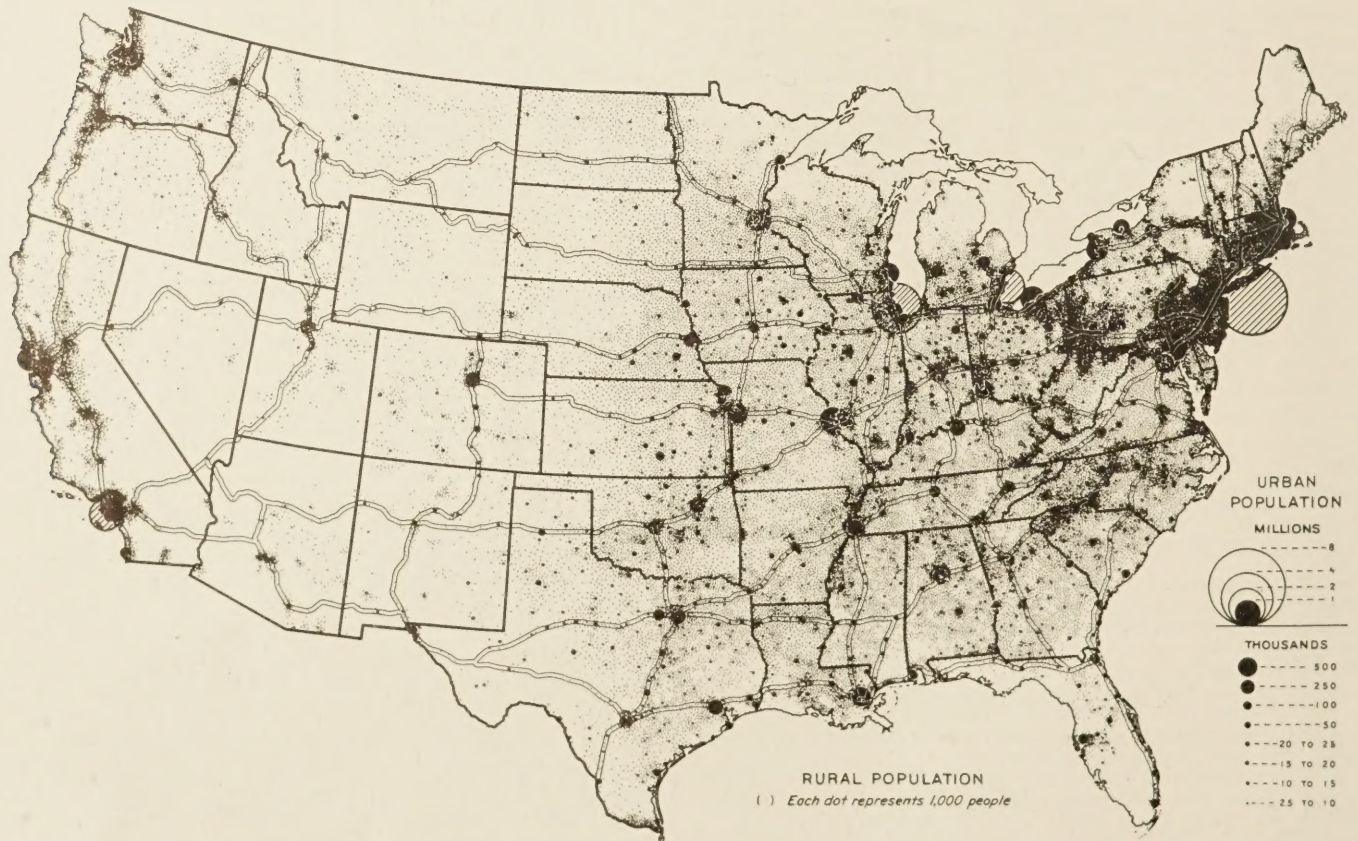 URBAN
POPULATION
MILLIONS
8
4
2
1
THOUSANDS
500
250
100
50
20 TO 25
15 TO 20
10 TO 15
2.5 TO 10
RURAL POPULATION
( ) Each dot represents 1,000 people